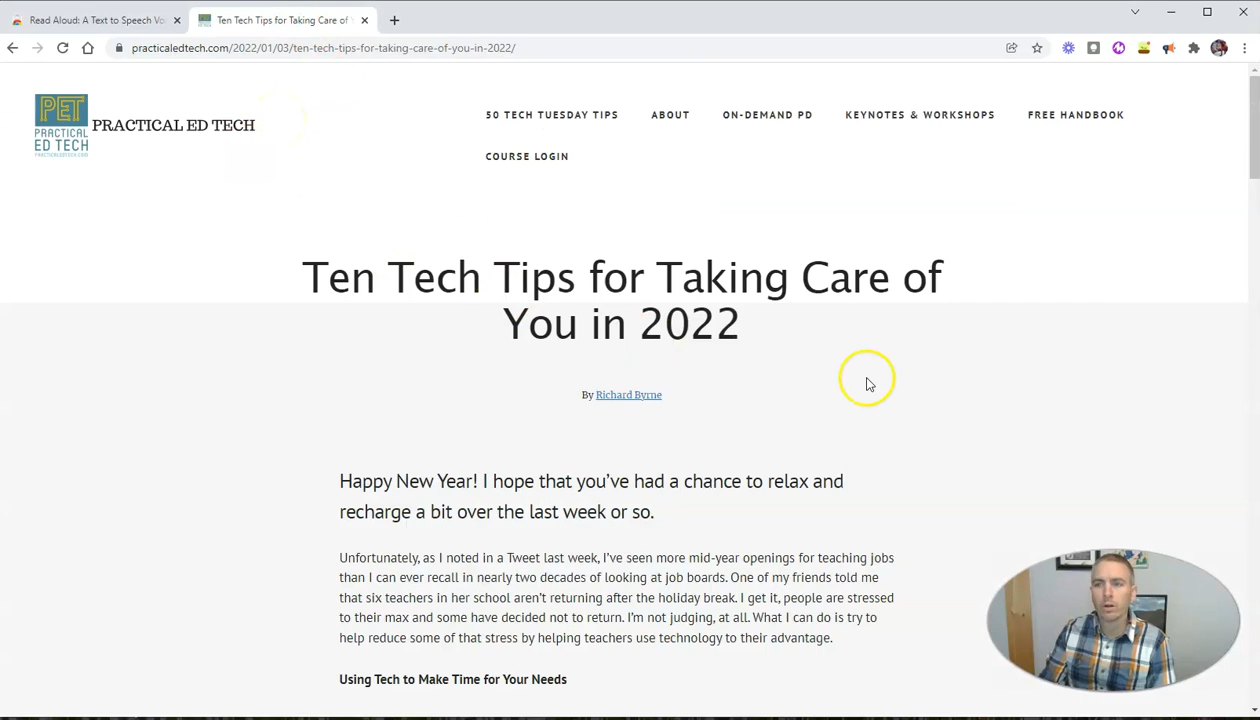 Read Aloud: A Text to Speech Vo
Ten Tech Tips for Taking Care of Y
practicaledtech.com/2022/01/03/ten-tech-tips-for-taking-care-of-you-in-2022/
PET
PRACTICAL
ED TECH
PRACTICALEDTECH.COM
PRACTICAL ED TECH
50 TECH TUESDAY TIPS
ABOUT
ON-DEMAND PD
KEYNOTES & WORKSHOPS
FREE HANDBOOK
COURSE LOGIN
Ten Tech Tips for Taking Care of
You in 2022
By Richard Byrne
Happy New Year! I hope that you’ve had a chance to relax and
recharge a bit over the last week or so.
Unfortunately, as I noted in a Tweet last week, I’ve seen more mid-year openings for teaching jobs
than I can ever recall in nearly two decades of looking at job boards. One of my friends told me
that six teachers in her school aren’t returning after the holiday break. I get it, people are stressed
to their max and some have decided not to return. I’m not judging, at all. What I can do is try to
help reduce some of that stress by helping teachers use technology to their advantage.
Using Tech to Make Time for Your Needs